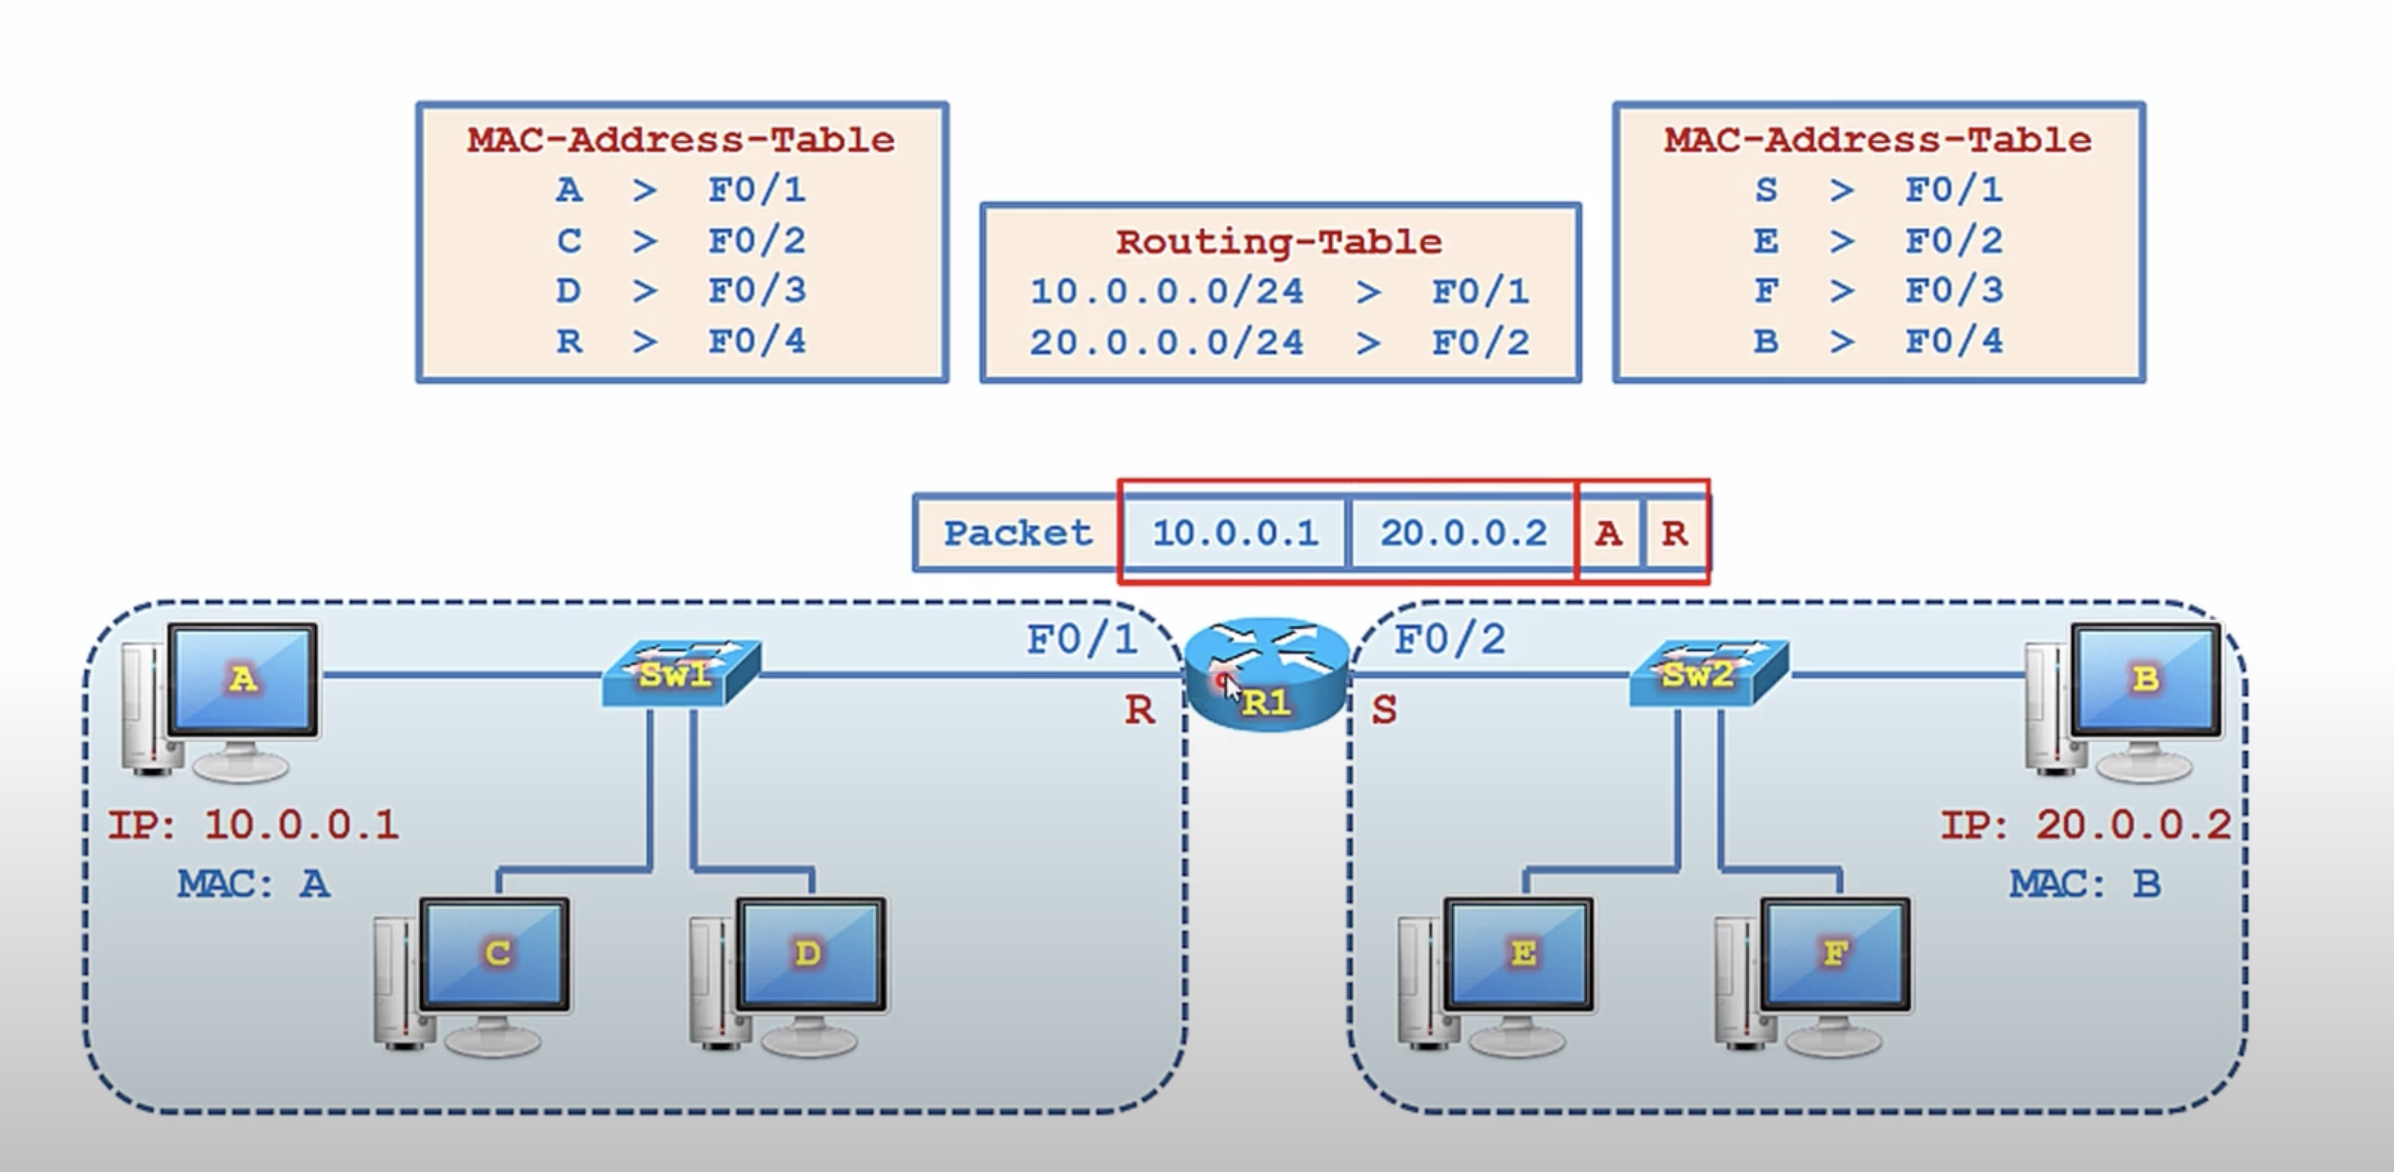 MAC-Address-Table
A > F0/1
C > F0/2
D > F0/3
R > F0/4
Routing-Table
10.0.0.0/24 > F0/1
20.0.0.0/24 > F0/2
MAC-Address-Table
S > F0/1
E > F0/2
F > F0/3
B > F0/4
Packet 10.0.0.1 20.0.0.2 A R
F0/1
F0/2
A
Sw1
R
R1
S
Sw2
B
IP: 10.0.0.1
MAC: A
IP: 20.0.0.2
MAC: B
C
D
E
F